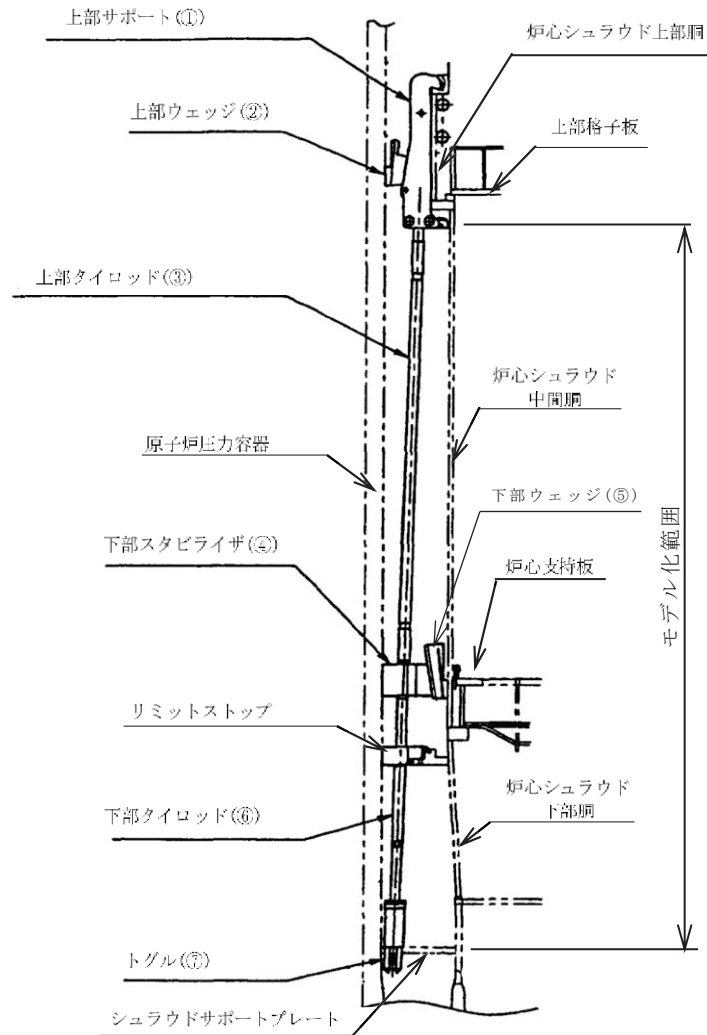 上部サポート(①)
炉心シュラウド上部胴
上部ウェッジ(②)
上部格子板
上部タイロッド(③)
炉心シュラウド
中間胴
原子炉圧力容器
下部ウェッジ(⑤)
下部スタビライザ(④)
炉心支持板
モデル化範囲
リミットストップ
炉心シュラウド
下部胴
下部タイロッド(⑥)
トグル(⑦)
シュラウドサポートプレート